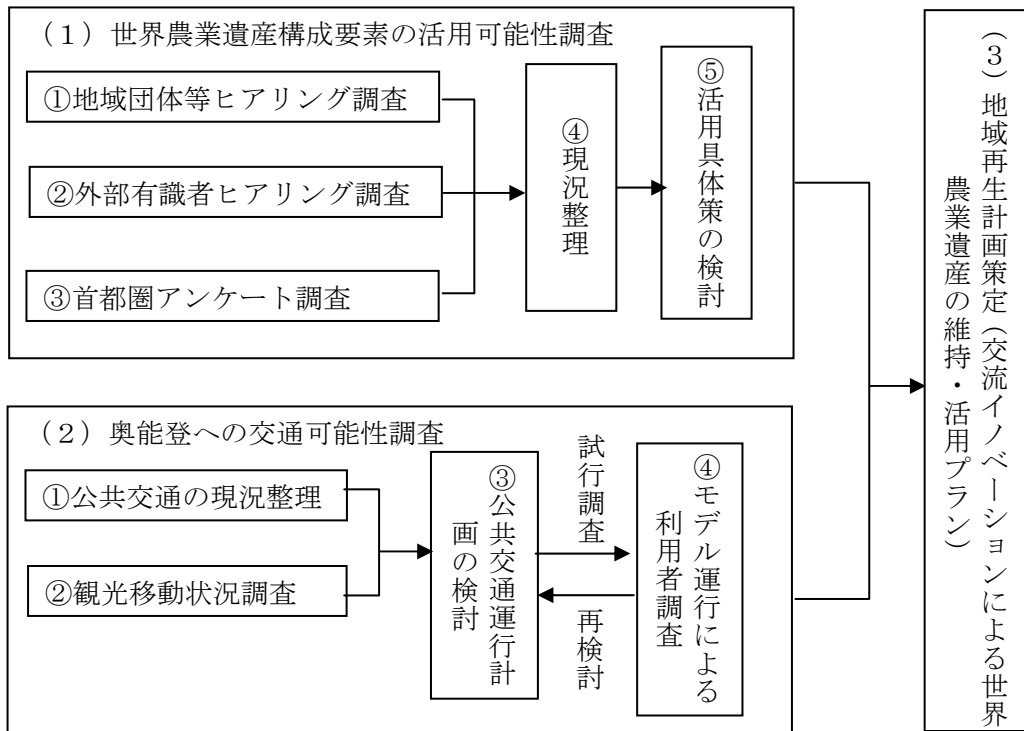 （１）世界農業遺産構成要素の活用可能性調査
①地域団体等ヒアリング調査
②外部有識者ヒアリング調査
③首都圏アンケート調査
④現況整理
⑤活用具体策の検討
（２）奥能登への交通可能性調査
①公共交通の現況整理
②観光移動状況調査
③公共交通運行計
画の検討
試行調査
再検討
④モデル運行による
利用者調査
（３）地域再生計画策定（交流イノベーションによる世界
農業遺産の維持・活用プラン）